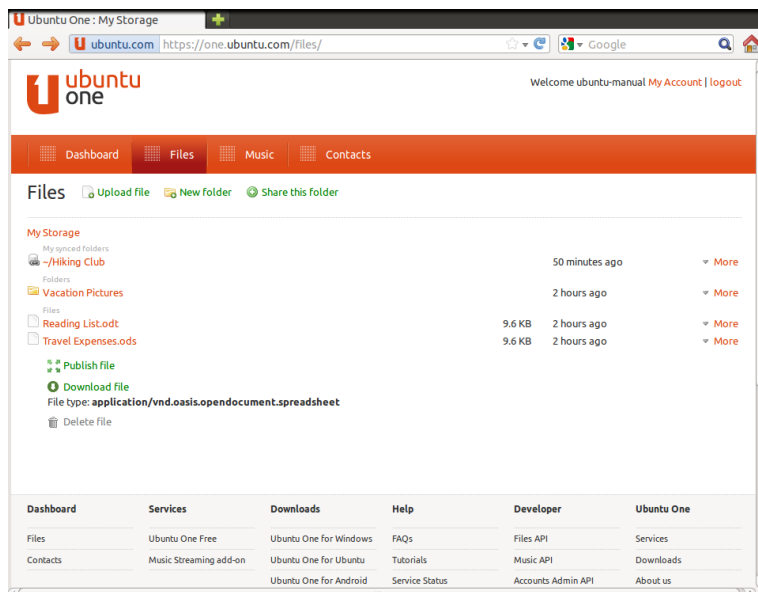 Ubuntu One : My Storage
ubuntu.com https://one.ubuntu.com/files/ Google
ubuntu
one
Welcome ubuntu-manual My Account | logout
Dashboard Files Music Contacts
Files Upload file New folder Share this folder
My Storage
My synced folders
~/Hiking Club 50 minutes ago More
Folders
Vacation Pictures 2 hours ago More
Files
Reading List.odt 9.6 KB 2 hours ago More
Travel Expenses.ods 9.6 KB 2 hours ago More
Publish file
Download file
File type: application/vnd.oasis.opendocument.spreadsheet
Delete file
Dashboard Services Downloads Help Developer Ubuntu One
Files Ubuntu One Free Ubuntu One for Windows FAQs Files API Services
Contacts Music Streaming add-on Ubuntu One for Ubuntu Tutorials Music API Downloads
Ubuntu One for Android Service Status Accounts Admin API About us